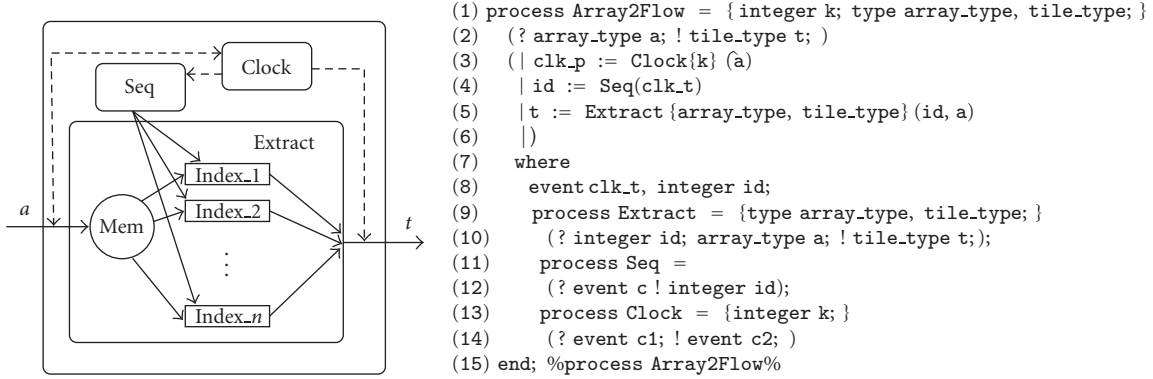 Clock
Seq
Extract
Index_1
a
Index_2
t
Mem
⋮
Index_n
(1) process Array2Flow = { integer k; type array_type, tile_type; }
(2) (? array_type a; ! tile_type t; )
(3) (| clk_p := Clock{k} (â)
(4) | id := Seq(clk_t)
(5) | t := Extract {array_type, tile_type} (id, a)
(6) |)
(7) where
(8) event clk_t, integer id;
(9) process Extract = {type array_type, tile_type; }
(10) (? integer id; array_type a; ! tile_type t;);
(11) process Seq =
(12) (? event c ! integer id);
(13) process Clock = {integer k; }
(14) (? event c1; ! event c2; )
(15) end; %process Array2Flow%